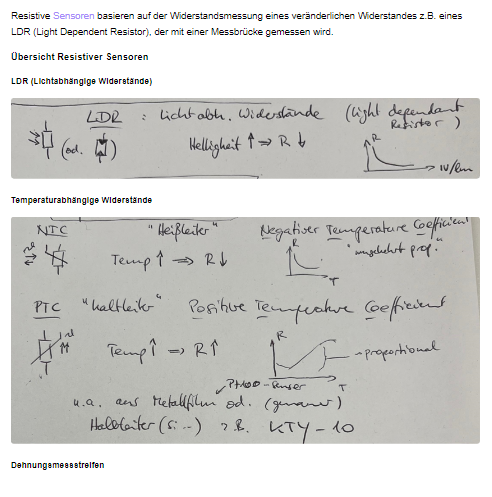 Resistive Sensoren basieren auf der Widerstandsmessung eines veränderlichen Widerstandes z.B. eines
LDR (Light Dependent Resistor), der mit einer Messbrücke gemessen wird.
Übersicht Resistiver Sensoren
LDR (Lichtabhängige Widerstände)
LDR : Lichtabh. Widerstände (Light dependant
Resistor)
(od. )
Helligkeit ↑ ⇒ R ↓
R
Temperaturabhängige Widerstände
NTC "Heißleiter" Negativer Temperature Coefficient
Temp ↑ ⇒ R ↓
R
T
"umgekehrt prop."
PTC "Kaltleiter" Positive Temperature Coefficient
Temp ↑ ⇒ R ↑
R
T
proportional
Pt100-Sensor
u.a. aus Metallfilm od. (genauer)
Halbleiter (Si...) z.B. KTY-10
Dehnungsmessstreifen